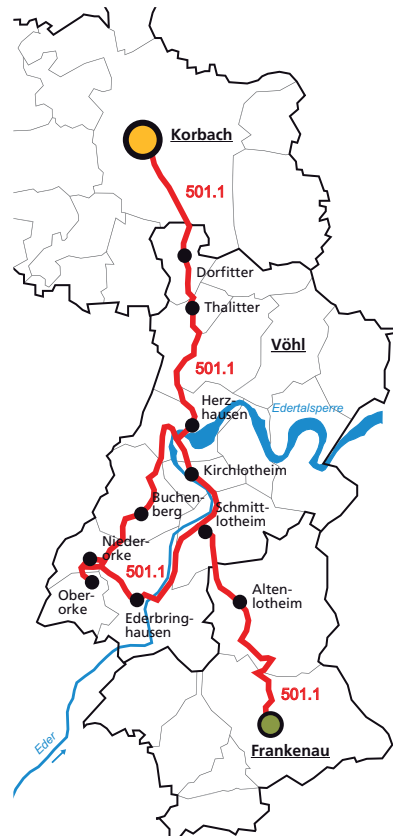 Korbach
501.1
Dorfitter
Thalitter
Vöhl
501.1
Herz-
hausen
Edertalsperre
Kirchlotheim
Buchen-
berg
Schmitt-
lotheim
Nieder-
orke
501.1
Ober-
orke
Ederbring-
hausen
Alten-
lotheim
501.1
Eder
Frankenau